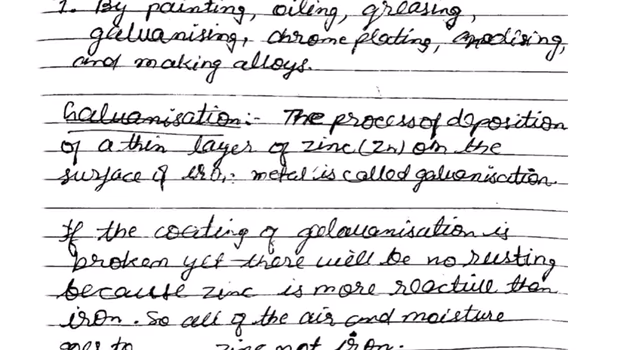 1. By painting, oiling, greasing,
galvanising, chrome plating, anodising,
and making alloys.
Galvanisation:- The process of deposition
of a thin layer of zinc (Zn) on the
surface of iron metal is called galvanisation.
If the coating of galavanisation is
broken yet there will be no rusting
because zinc is more reactive than
iron. So all of the air and moisture
goes to zinc not iron.